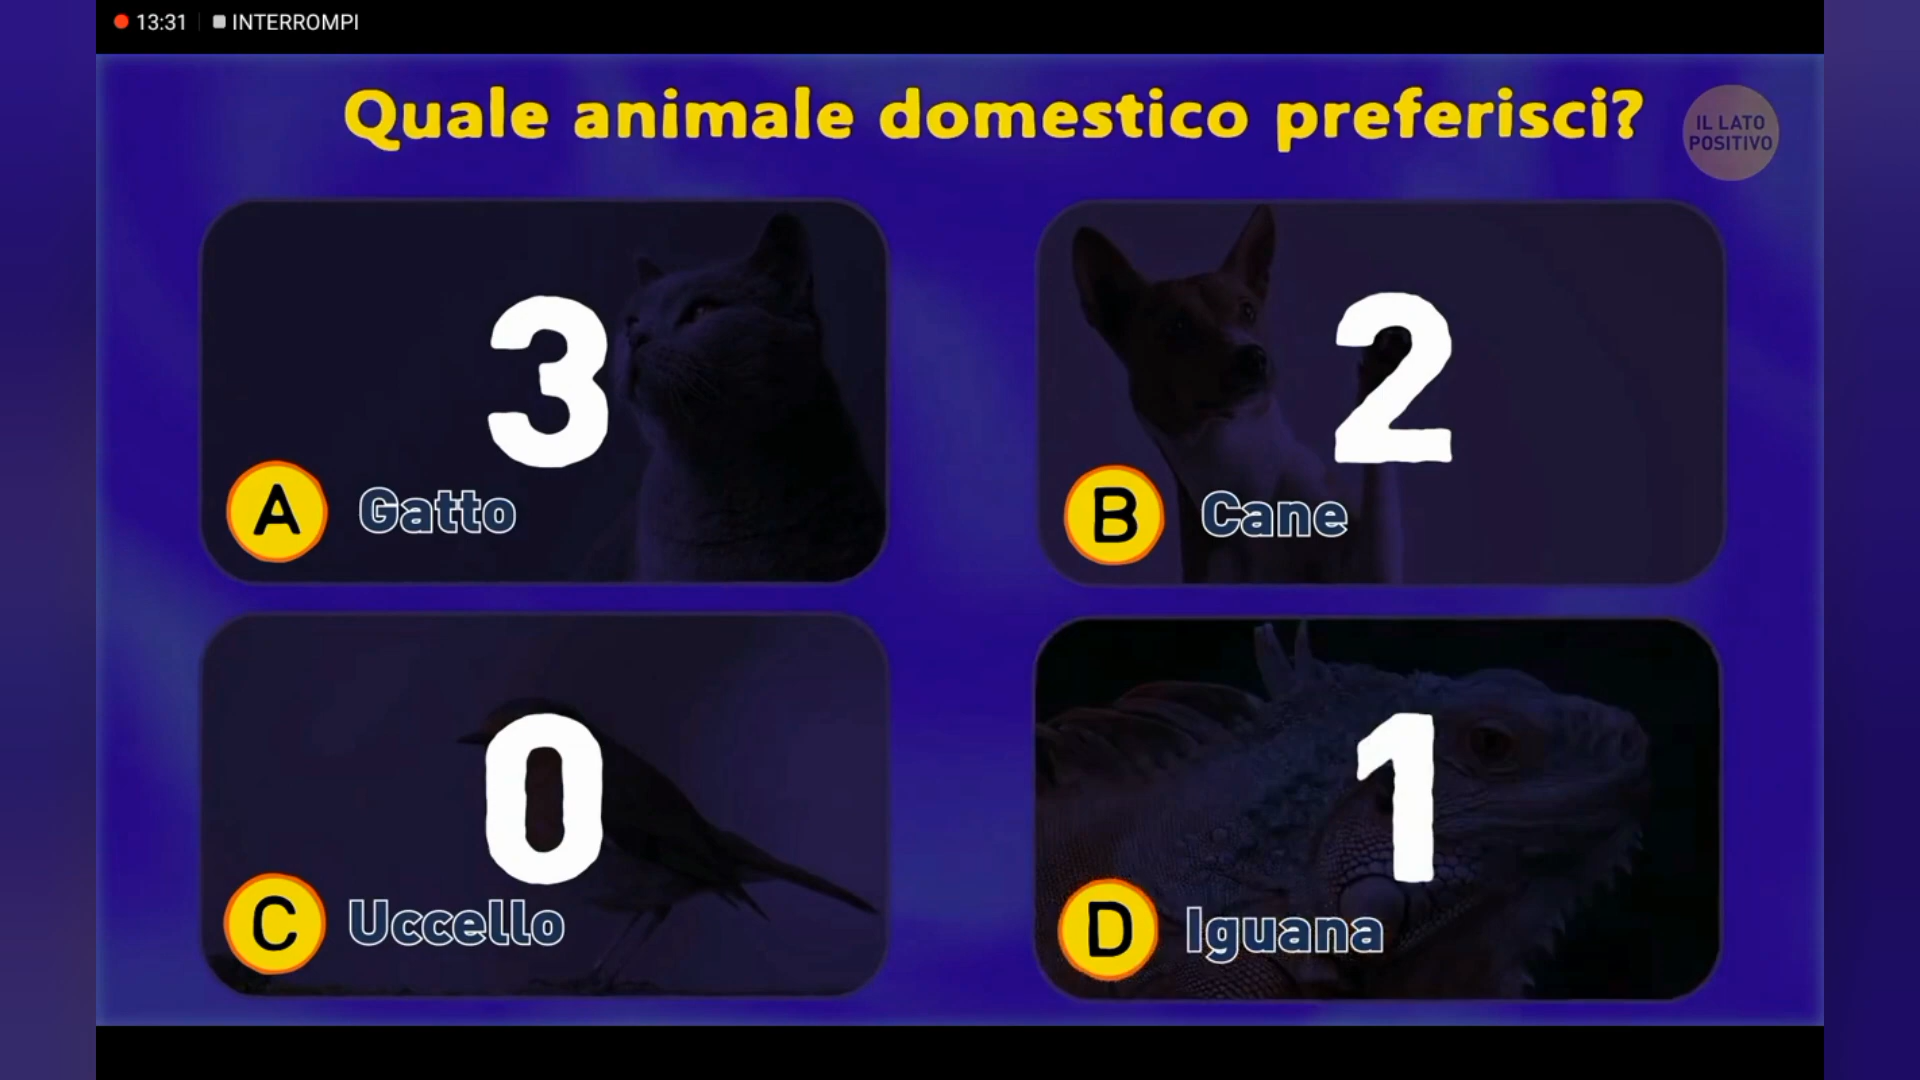 13:31 INTERROMPI
Quale animale domestico preferisci?
IL LATO
POSITIVO
3
A Gatto
2
B Cane
0
C Uccello
1
D Iguana